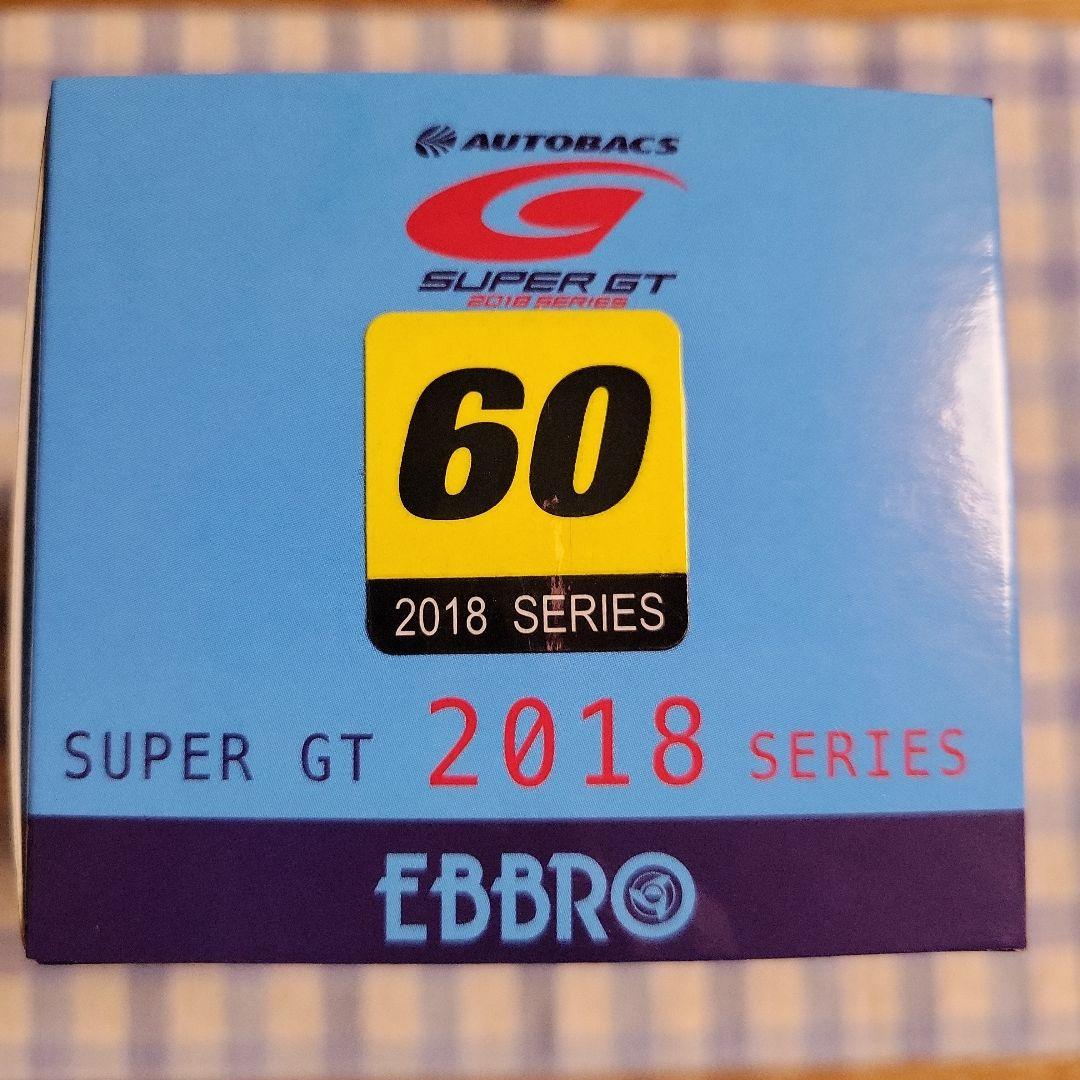 AUTOBACS
SUPER GT
2018 SERIES
60
2018 SERIES
SUPER GT 2018 SERIES
EBBRO